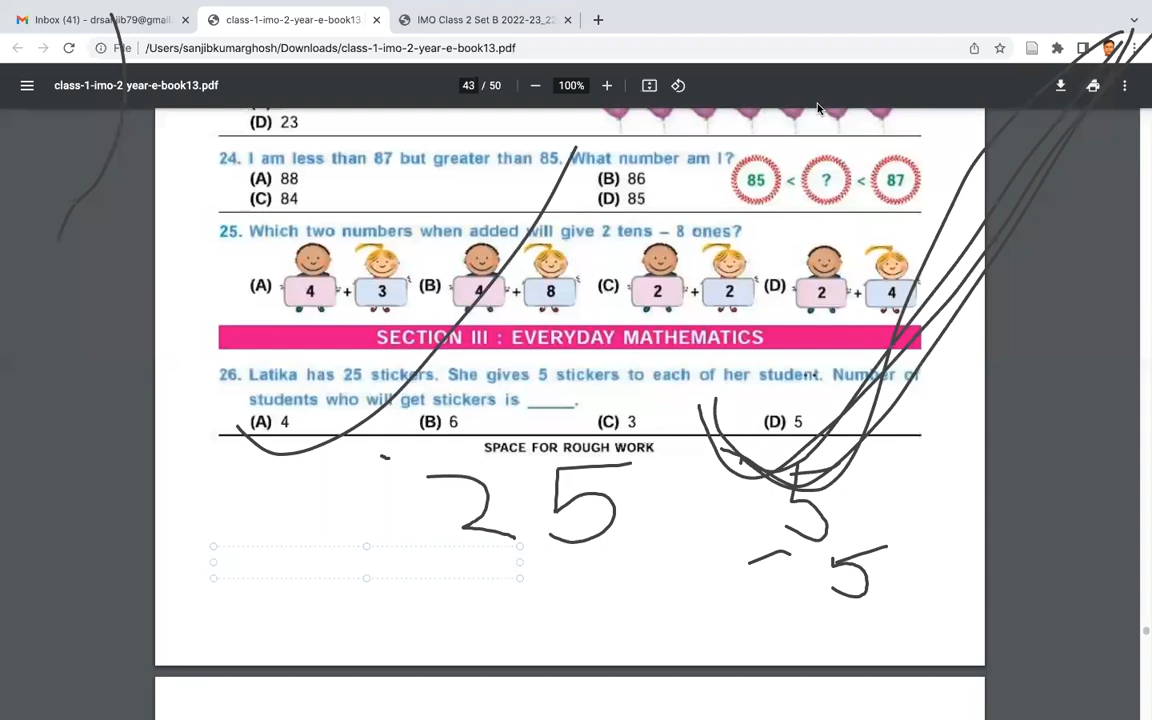 Inbox (41) - drsanjib79@gmail.
class-1-imo-2-year-e-book13.
IMO Class 2 Set B 2022-23_22
File /Users/sanjibkumarghosh/Downloads/class-1-imo-2-year-e-book13.pdf
class-1-imo-2 year-e-book13.pdf
43 / 50
100%
(D) 23
24. I am less than 87 but greater than 85. What number am I?
(A) 88
(B) 86
(C) 84
(D) 85
85 < ? < 87
25. Which two numbers when added will give 2 tens – 8 ones?
(A) 4 + 3 (B) 4 + 8 (C) 2 + 2 (D) 2 + 4
SECTION III : EVERYDAY MATHEMATICS
26. Latika has 25 stickers. She gives 5 stickers to each of her student. Number of
students who will get stickers is _____.
(A) 4 (B) 6 (C) 3 (D) 5
SPACE FOR ROUGH WORK
25
5
5